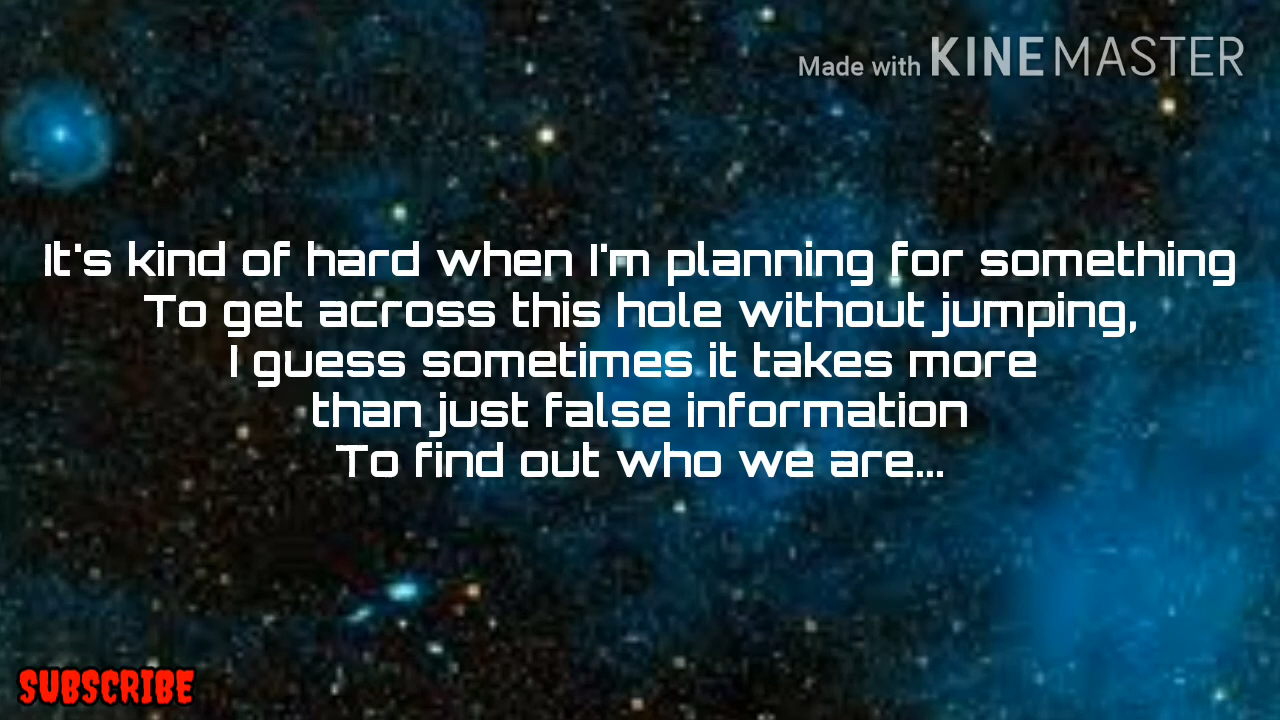 Made with KINEMASTER
It's kind of hard when I'm planning for something
To get across this hole without jumping,
I guess sometimes it takes more
than just false information
To find out who we are...
SUBSCRIBE